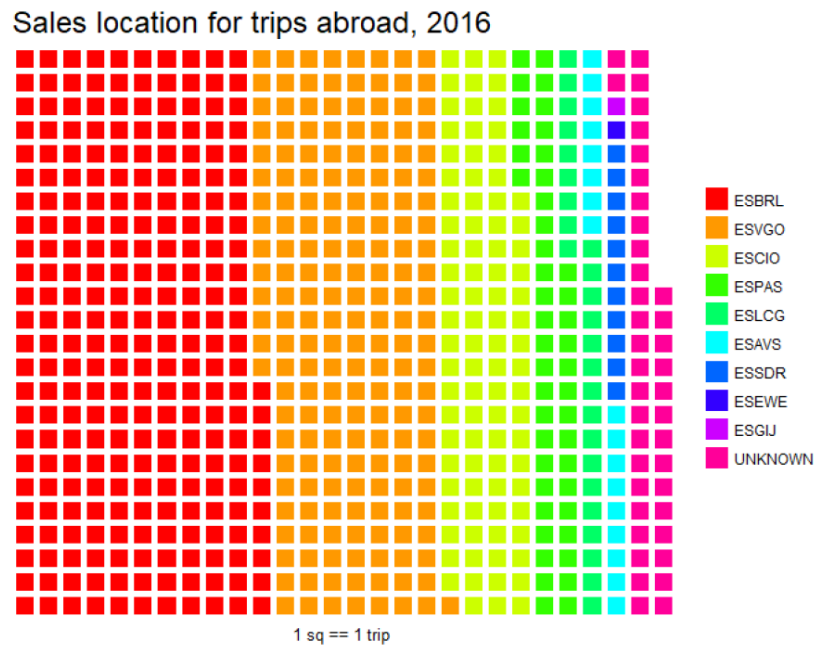 Sales location for trips abroad, 2016
ESBRL
ESVGO
ESCIO
ESPAS
ESLCG
ESAVS
ESSDR
ESEWE
ESGIJ
UNKNOWN
1 sq == 1 trip